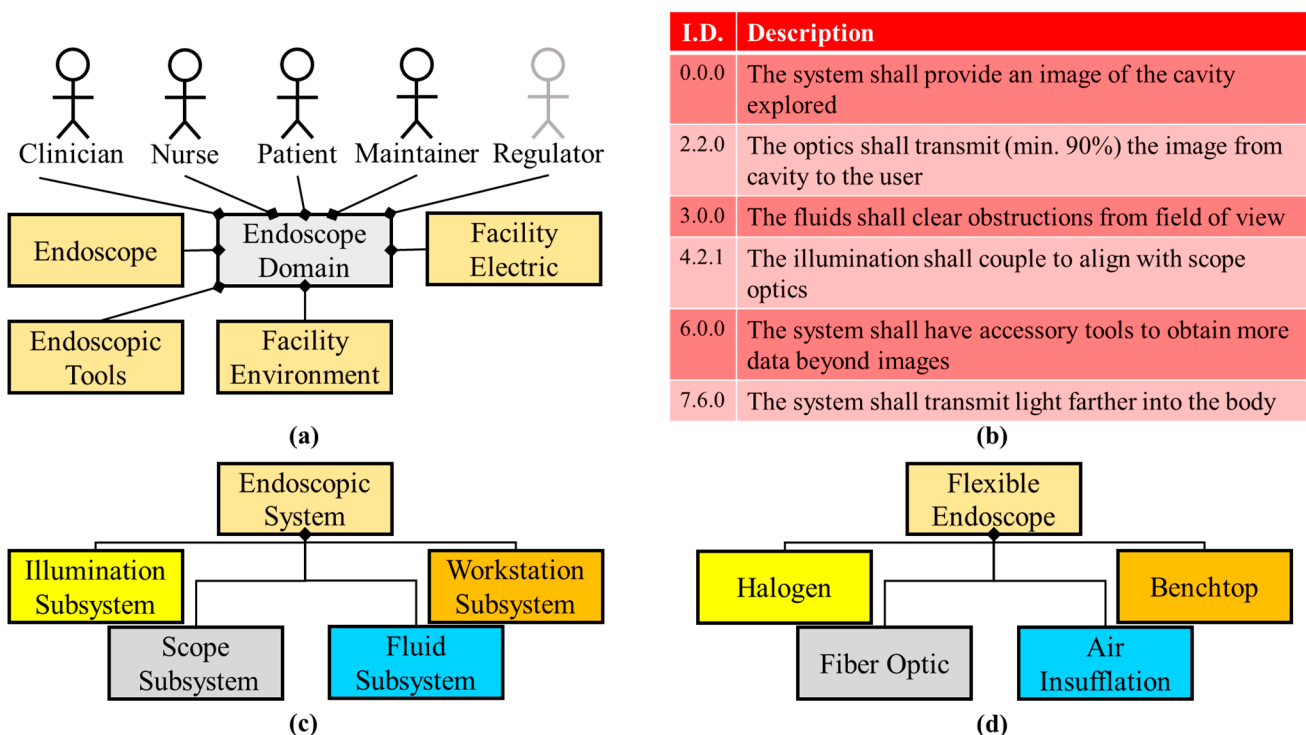 Clinician Nurse Patient Maintainer Regulator
Endoscope
Endoscope
Domain
Facility
Electric
Endoscopic
Tools
Facility
Environment
(a)
I.D. Description
0.0.0 The system shall provide an image of the cavity
explored
2.2.0 The optics shall transmit (min. 90%) the image from
cavity to the user
3.0.0 The fluids shall clear obstructions from field of view
4.2.1 The illumination shall couple to align with scope
optics
6.0.0 The system shall have accessory tools to obtain more
data beyond images
7.6.0 The system shall transmit light farther into the body
(b)
Endoscopic
System
Illumination
Subsystem
Workstation
Subsystem
Scope
Subsystem
Fluid
Subsystem
(c)
Flexible
Endoscope
Halogen
Benchtop
Fiber Optic
Air
Insufflation
(d)